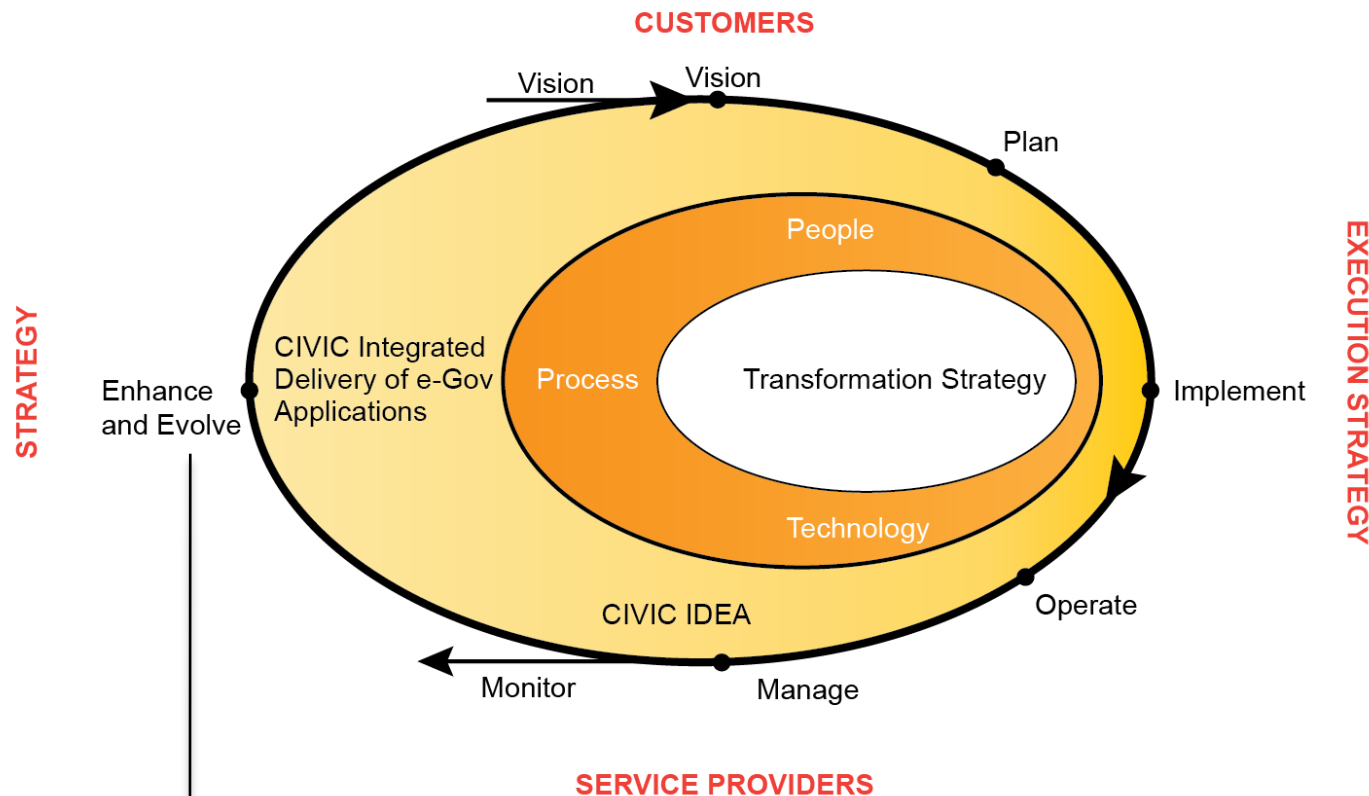 CUSTOMERS
Vision
Vision
Plan
People
EXECUTION STRATEGY
STRATEGY
CIVIC Integrated
Delivery of e-Gov
Applications
Process
Transformation Strategy
Enhance
and Evolve
Implement
Technology
Operate
CIVIC IDEA
Monitor
Manage
SERVICE PROVIDERS